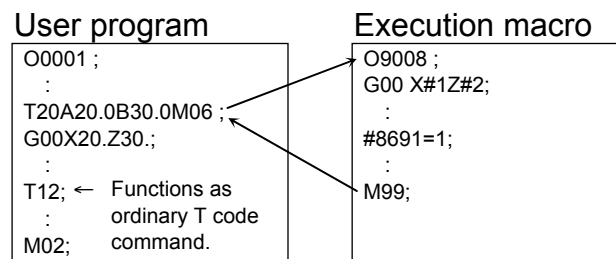 User program
O0001 ;
:
T20A20.0B30.0M06 ;
G00X20.Z30.;
:
T12; ← Functions as
ordinary T code
command.
:
M02;
Execution macro
O9008 ;
G00 X#1Z#2;
:
#8691=1;
:
M99;